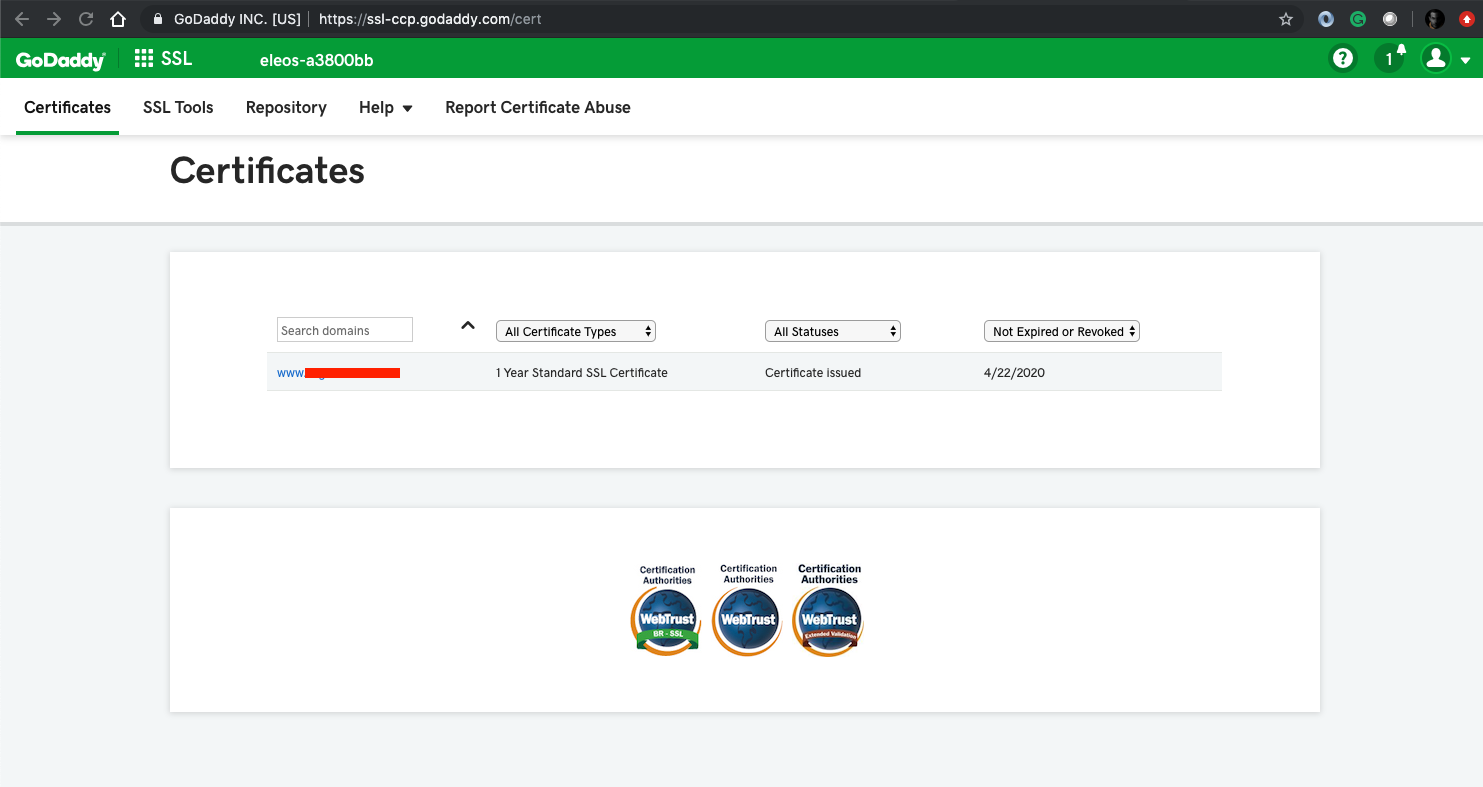 GoDaddy INC. [US] https://ssl-ccp.godaddy.com/cert
GoDaddy SSL eleos-a3800bb ? 1
Certificates SSL Tools Repository Help Report Certificate Abuse
Certificates
Search domains All Certificate Types All Statuses Not Expired or Revoked
www. 1 Year Standard SSL Certificate Certificate issued 4/22/2020
Certification Authorities
WebTrust
BR - SSL
Certification Authorities
WebTrust
Certification Authorities
WebTrust
Extended Validation